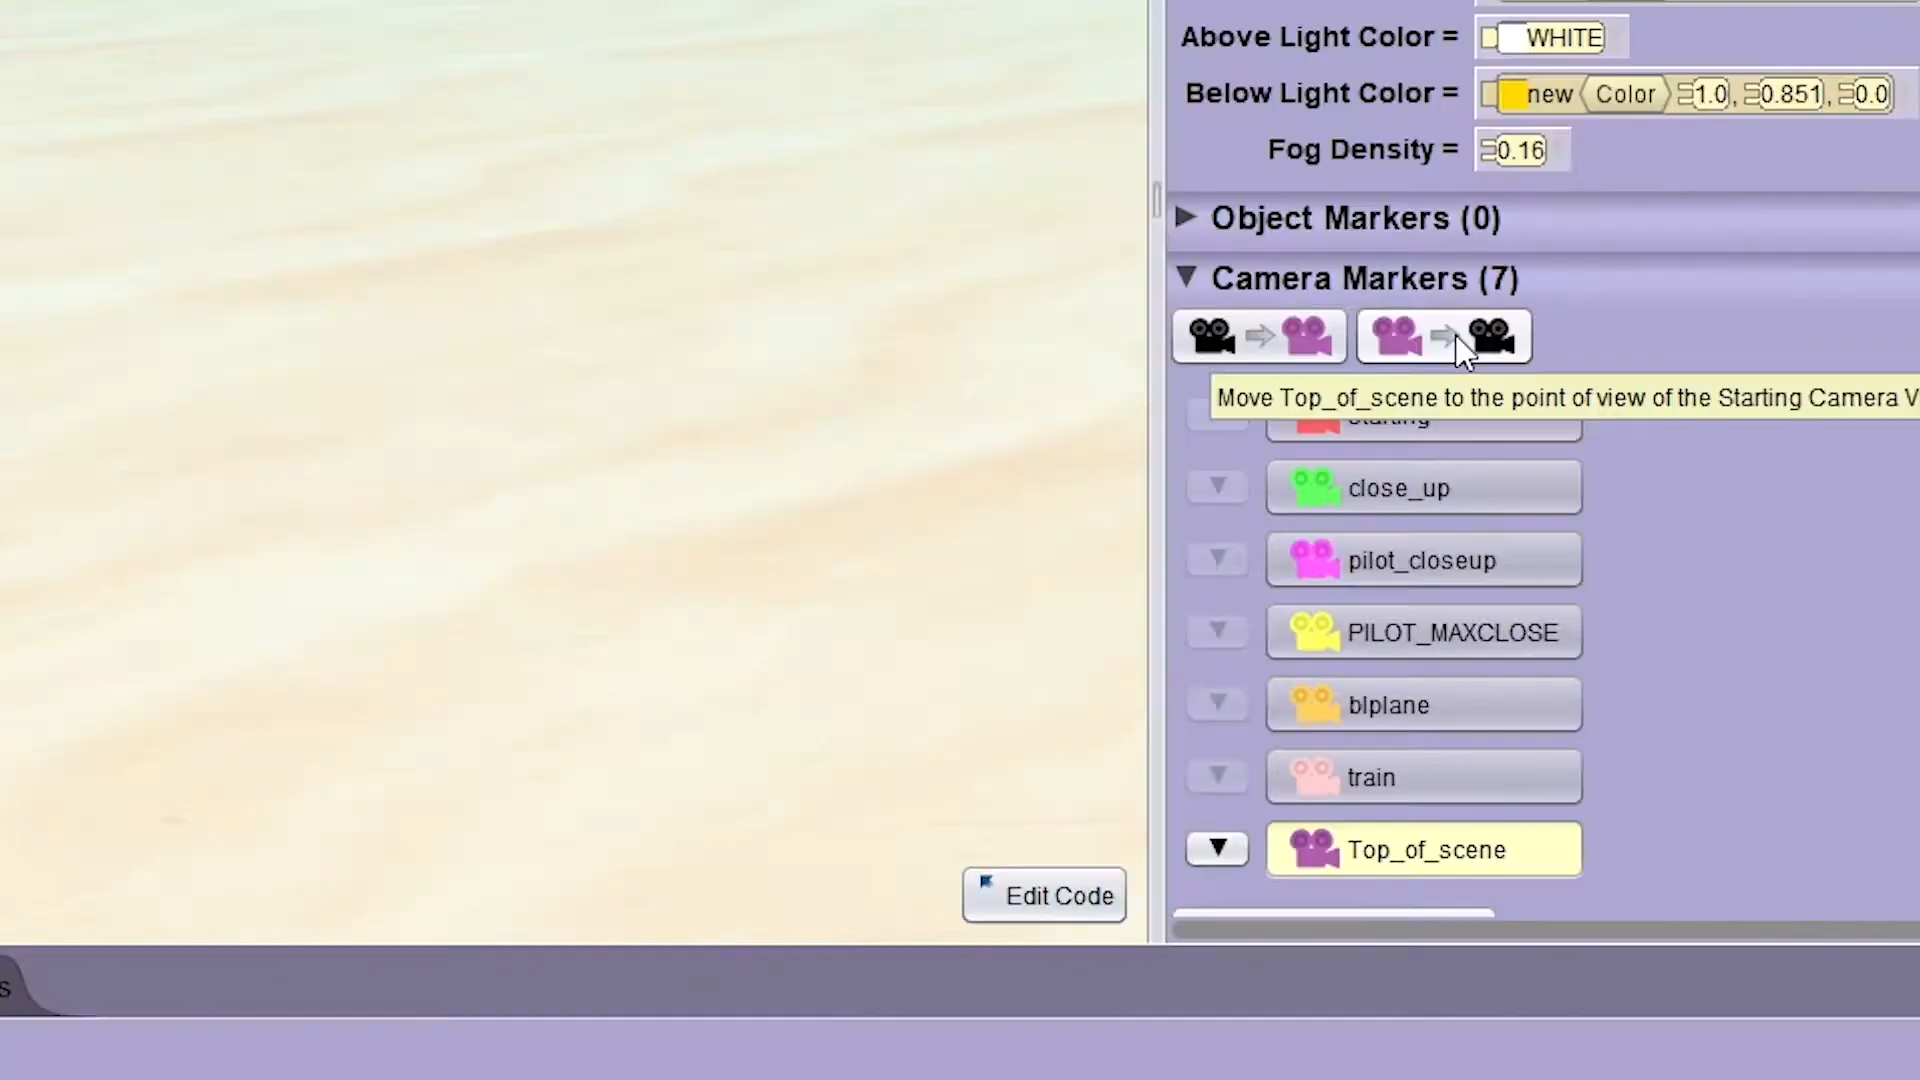 Above Light Color = WHITE
Below Light Color = new Color 1.0, 0.851, 0.0
Fog Density = 0.16
Object Markers (0)
Camera Markers (7)
Move Top_of_scene to the point of view of the Starting Camera V
starting
close_up
pilot_closeup
PILOT_MAXCLOSE
blplane
train
Top_of_scene
Edit Code
s